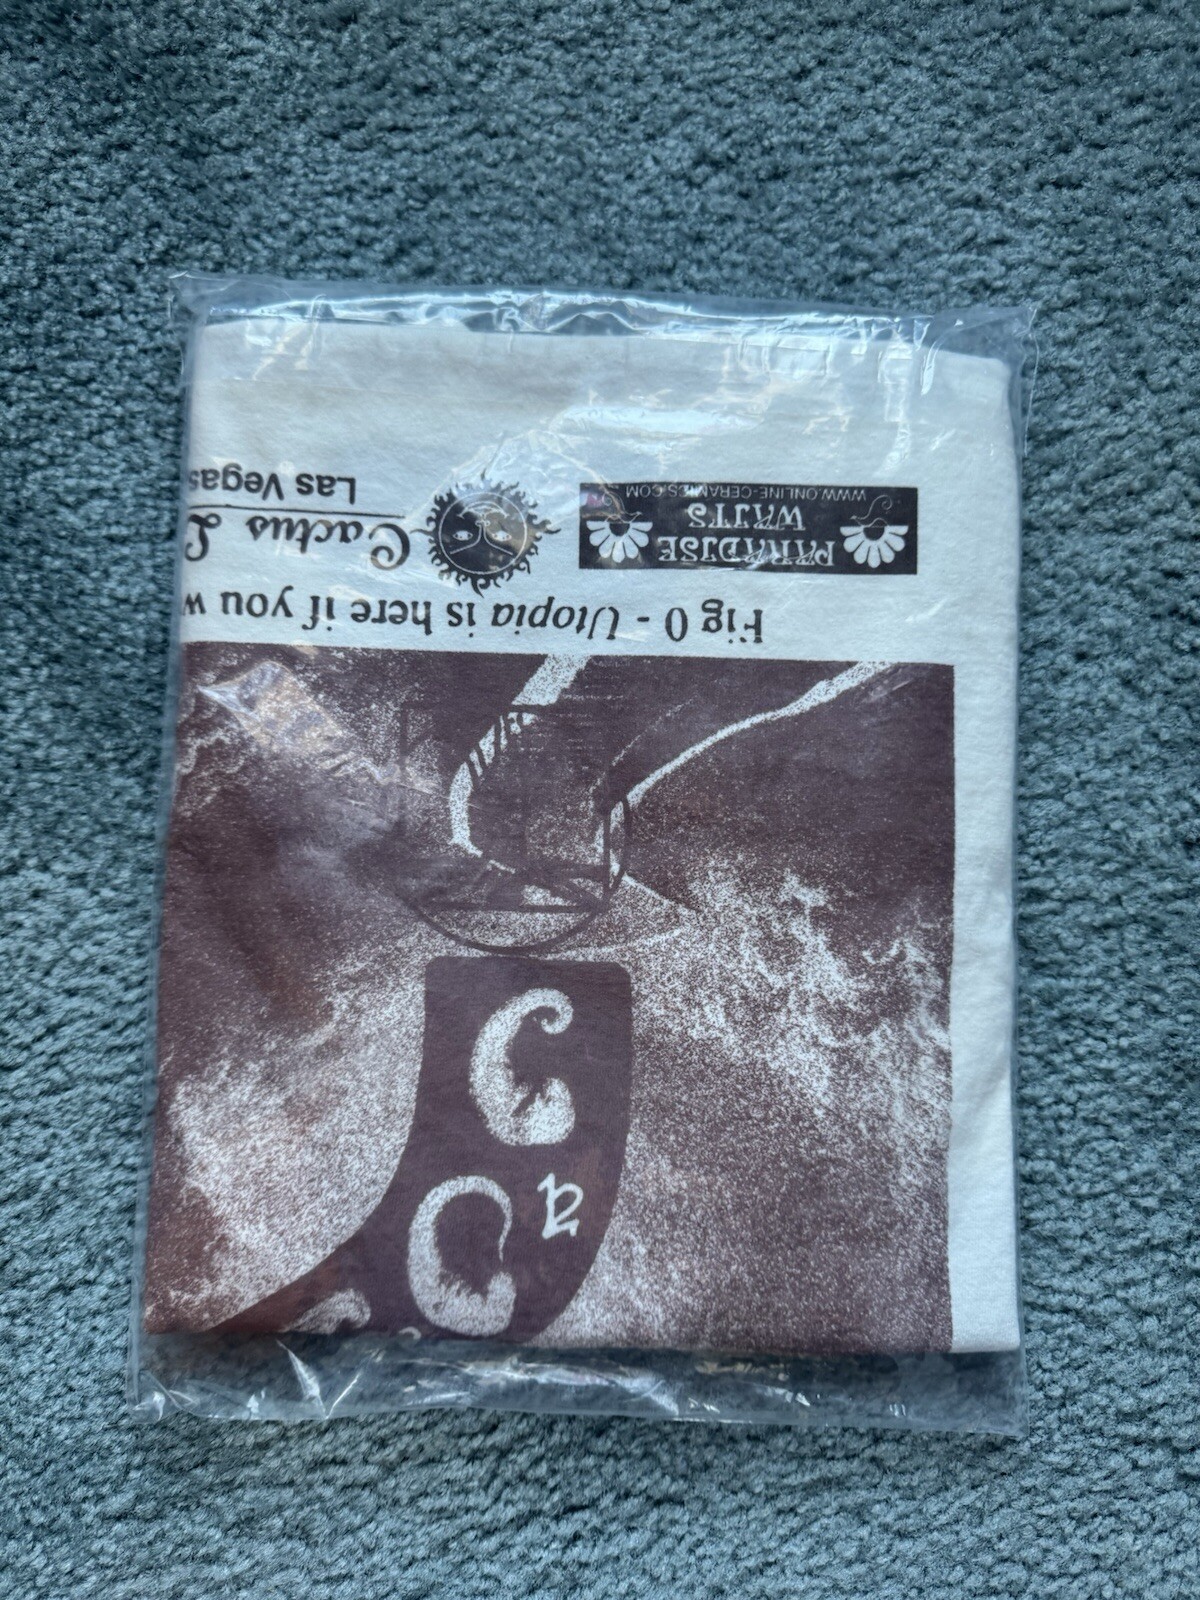 a
Fig 0 - Utopia is here if you w
PARADISE
WAITS
WWW.ONLINE-CERAMICS.COM
Cactus L
Las Vegas